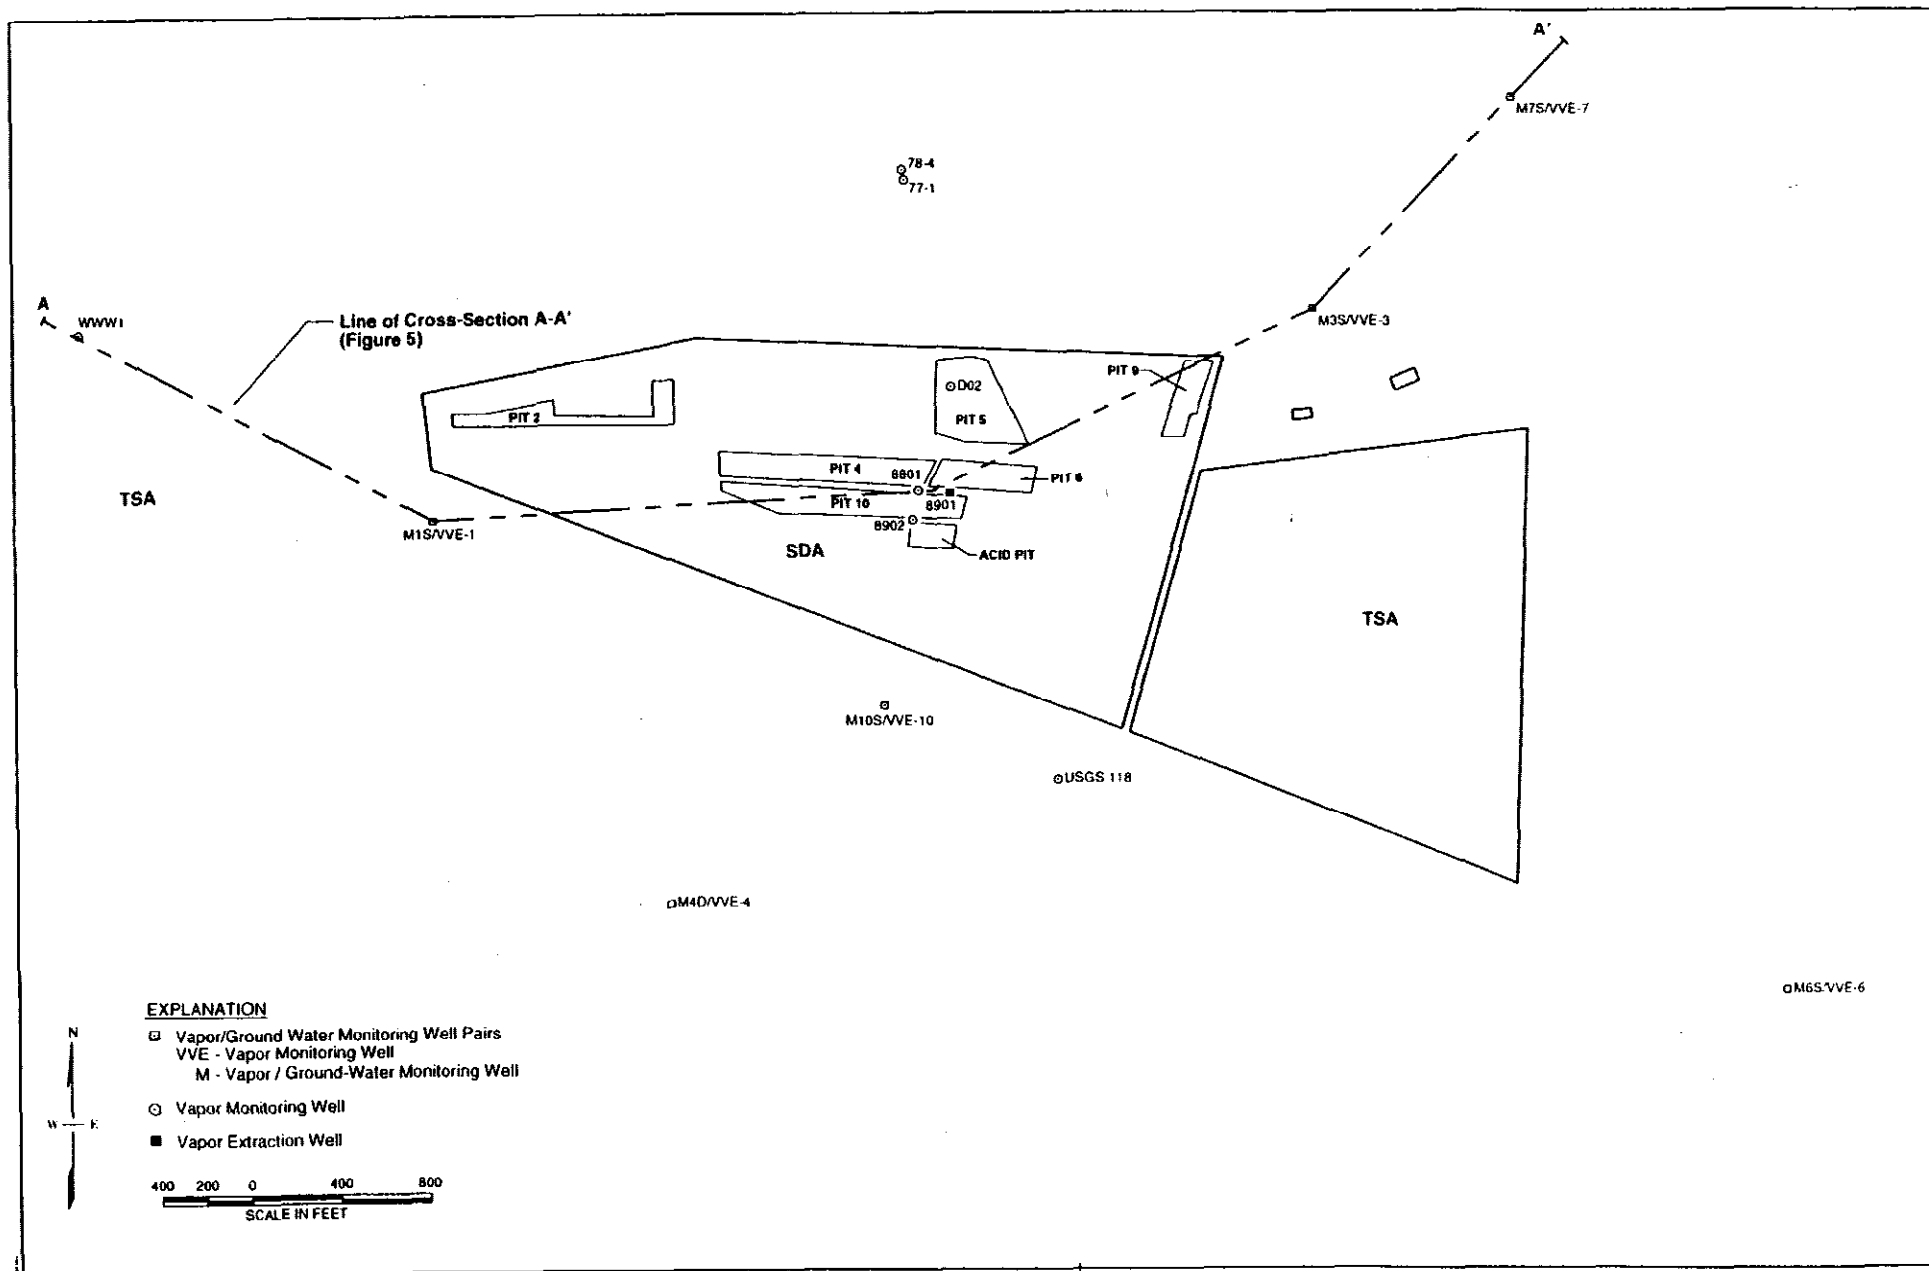 A'
M7S/VVE-7
78-4
77-1
A
WWW1
Line of Cross-Section A-A'
(Figure 5)
M3S/VVE-3
PIT 9
D02
PIT 2
PIT 5
PIT 4
8801
PIT 6
TSA
PIT 10
8901
M1S/VVE-1
8902
SDA
ACID PIT
TSA
M10S/VVE-10
USGS 118
M4D/VVE-4
M6S/VVE-6
EXPLANATION
Vapor/Ground Water Monitoring Well Pairs
VVE - Vapor Monitoring Well
M - Vapor / Ground-Water Monitoring Well
Vapor Monitoring Well
Vapor Extraction Well
N
W E
400 200 0 400 800
SCALE IN FEET